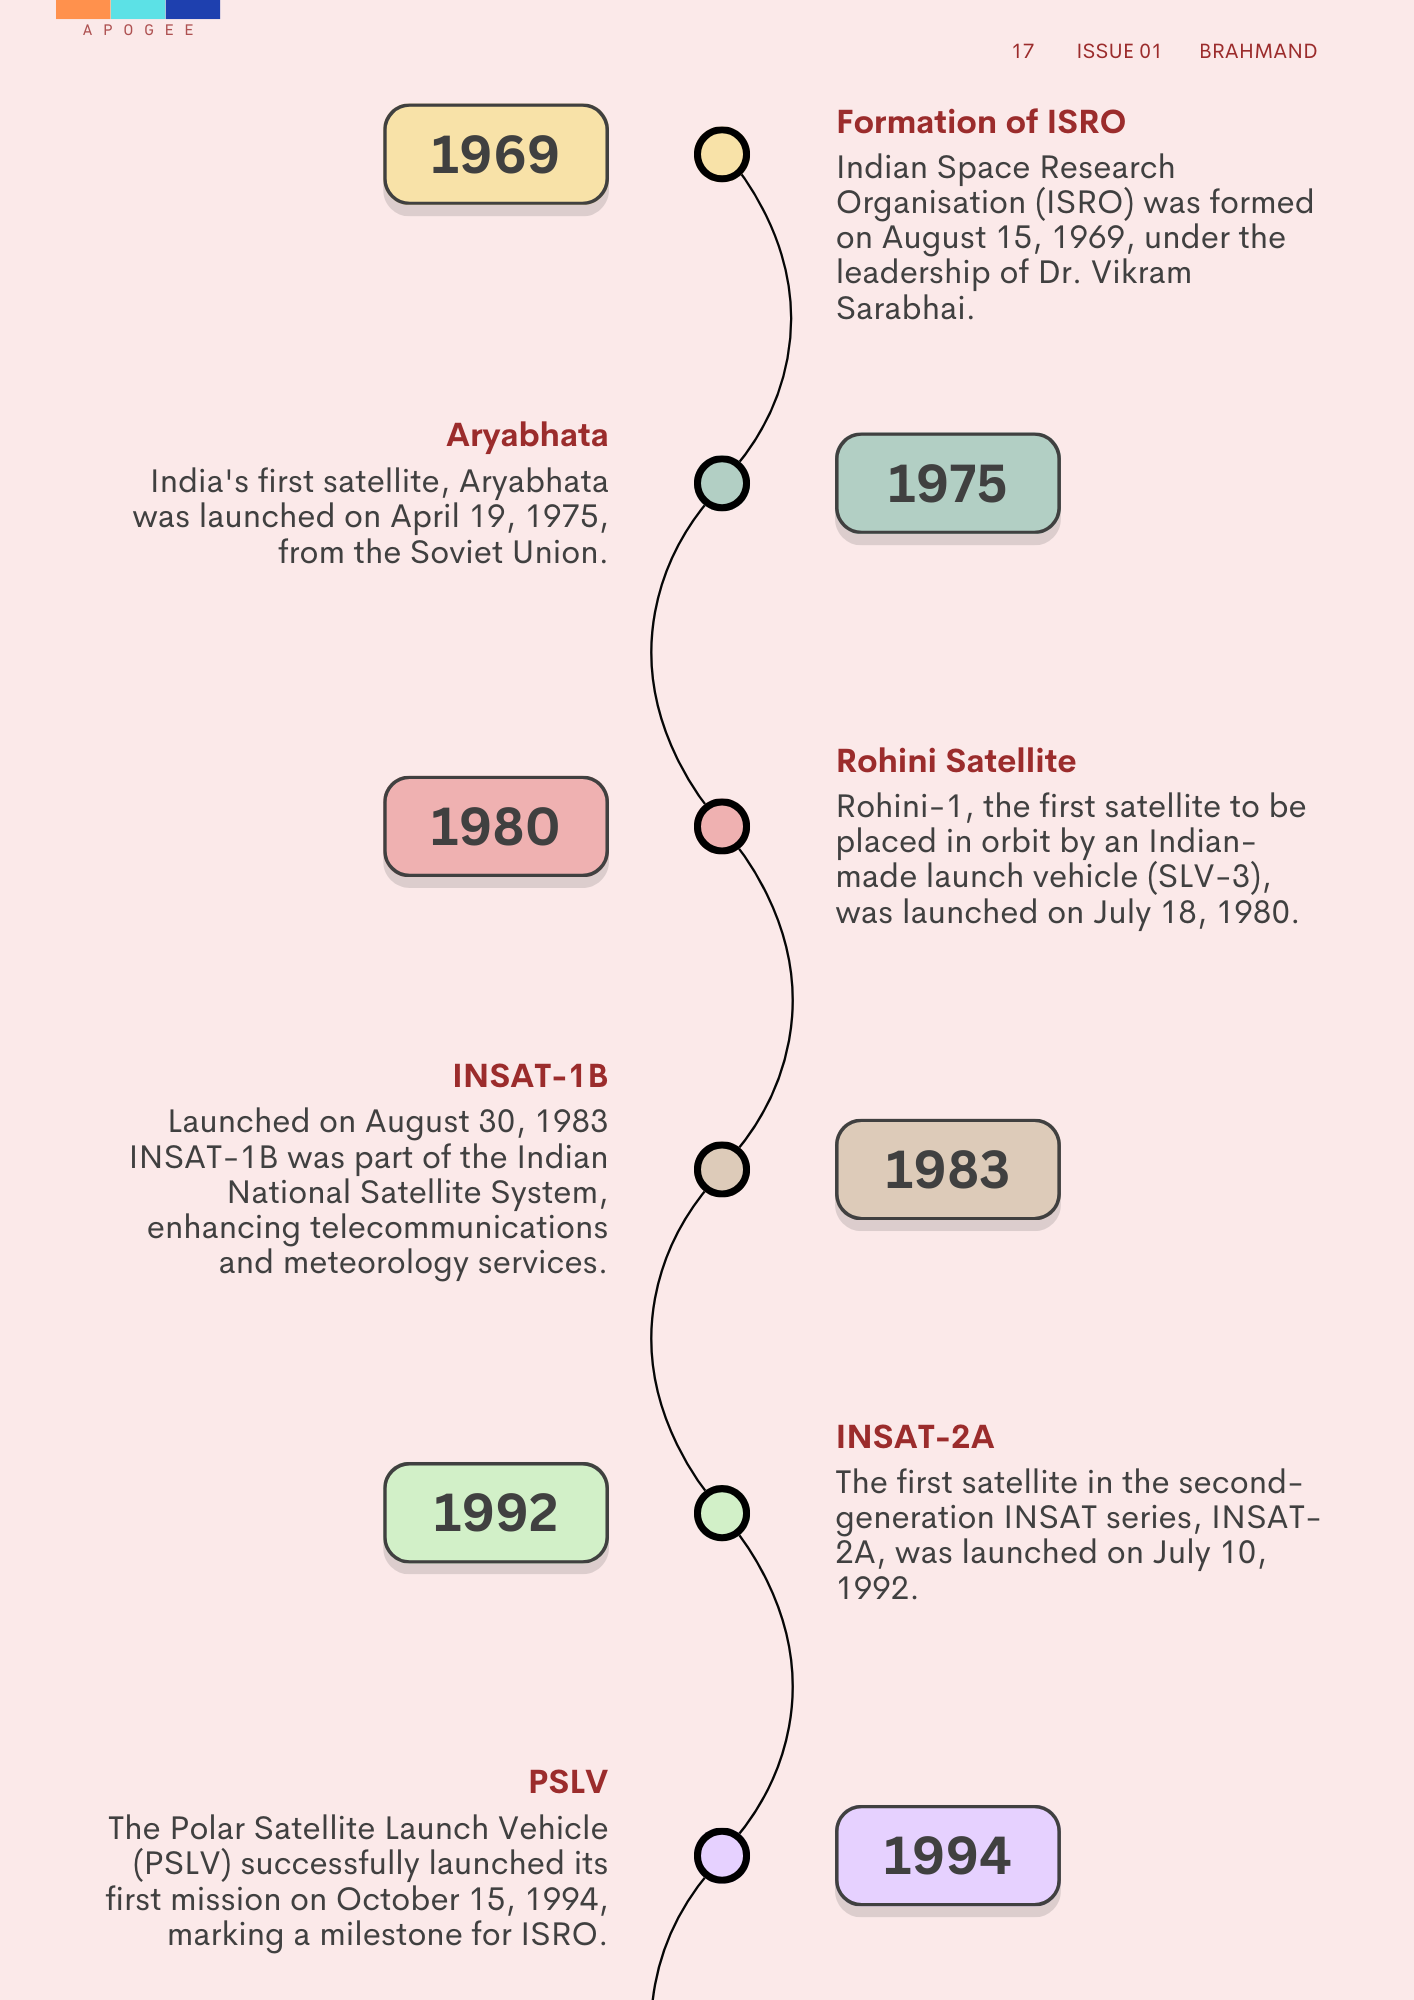 APOGEE
17 ISSUE 01 BRAHMAND
1969
Formation of ISRO
Indian Space Research
Organisation (ISRO) was formed
on August 15, 1969, under the
leadership of Dr. Vikram
Sarabhai.
Aryabhata
India's first satellite, Aryabhata
was launched on April 19, 1975,
from the Soviet Union.
1975
1980
Rohini Satellite
Rohini-1, the first satellite to be
placed in orbit by an Indian-
made launch vehicle (SLV-3),
was launched on July 18, 1980.
INSAT-1B
Launched on August 30, 1983
INSAT-1B was part of the Indian
National Satellite System,
enhancing telecommunications
and meteorology services.
1983
1992
INSAT-2A
The first satellite in the second-
generation INSAT series, INSAT-
2A, was launched on July 10,
1992.
PSLV
The Polar Satellite Launch Vehicle
(PSLV) successfully launched its
first mission on October 15, 1994,
marking a milestone for ISRO.
1994